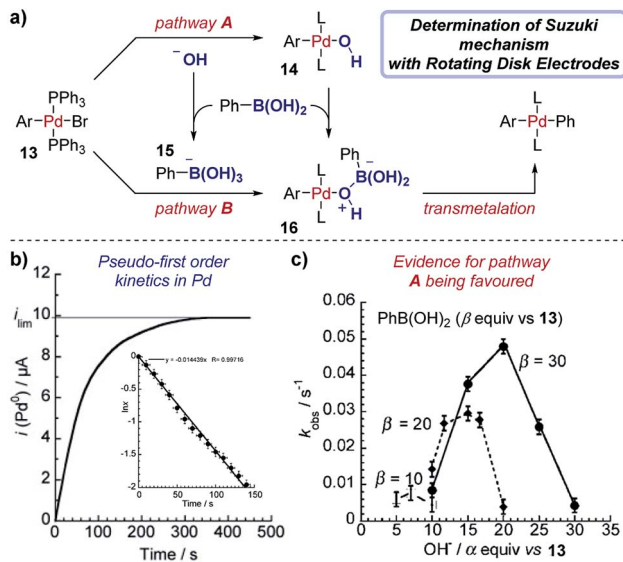 a)
pathway A
⁻OH
13
PPh₃
Ar-Pd-Br
PPh₃
14
L
Ar-Pd-O
L
H
Ph-B(OH)₂
15
Ph-B(OH)₃
−
pathway B
16
L
Ar-Pd-O
L
+
H
Ph
−
B(OH)₂
transmetalation
L
Ar-Pd-Ph
L
Determination of Suzuki
mechanism
with Rotating Disk Electrodes
b)
Pseudo-first order
kinetics in Pd
i (Pd⁰) / µA
iₗᵢₘ
12
10
8
6
4
2
0
0 100 200 300 400 500
Time / s
y = -0.014439x R= 0.99716
lnx
0
-0.5
-1
-1.5
-2
0 50 100 150
Time / s
c)
Evidence for pathway
A being favoured
PhB(OH)₂ (β equiv vs 13)
k_obs / s⁻¹
0.06
0.05
0.04
0.03
0.02
0.01
0
β = 30
β = 20
β = 10
0 5 10 15 20 25 30 35
OH⁻ / α equiv vs 13